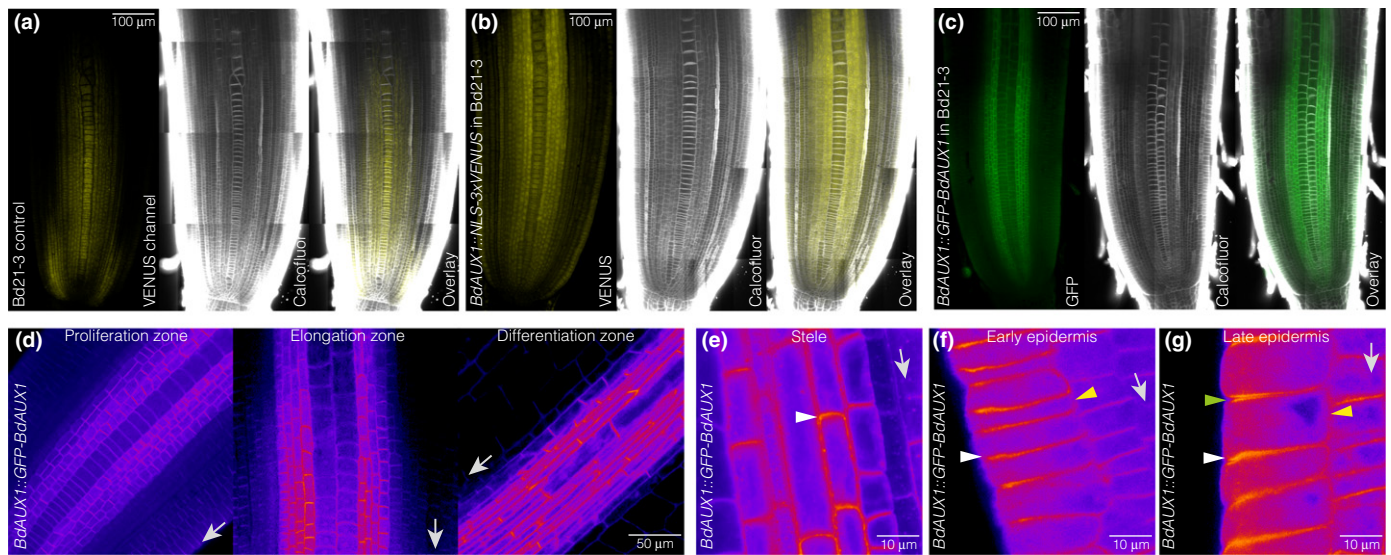 (a)
100 µm
Bd21-3 control
VENUS channel
Calcofluor
Overlay
(b)
100 µm
BdAUX1::NLS-3xVENUS in Bd21-3
VENUS
Calcofluor
Overlay
(c)
100 µm
BdAUX1::GFP-BdAUX1 in Bd21-3
GFP
Calcofluor
Overlay
(d)
Proliferation zone
Elongation zone
Differentiation zone
BdAUX1::GFP-BdAUX1
50 µm
(e)
Stele
BdAUX1::GFP-BdAUX1
10 µm
(f)
Early epidermis
BdAUX1::GFP-BdAUX1
10 µm
(g)
Late epidermis
BdAUX1::GFP-BdAUX1
10 µm